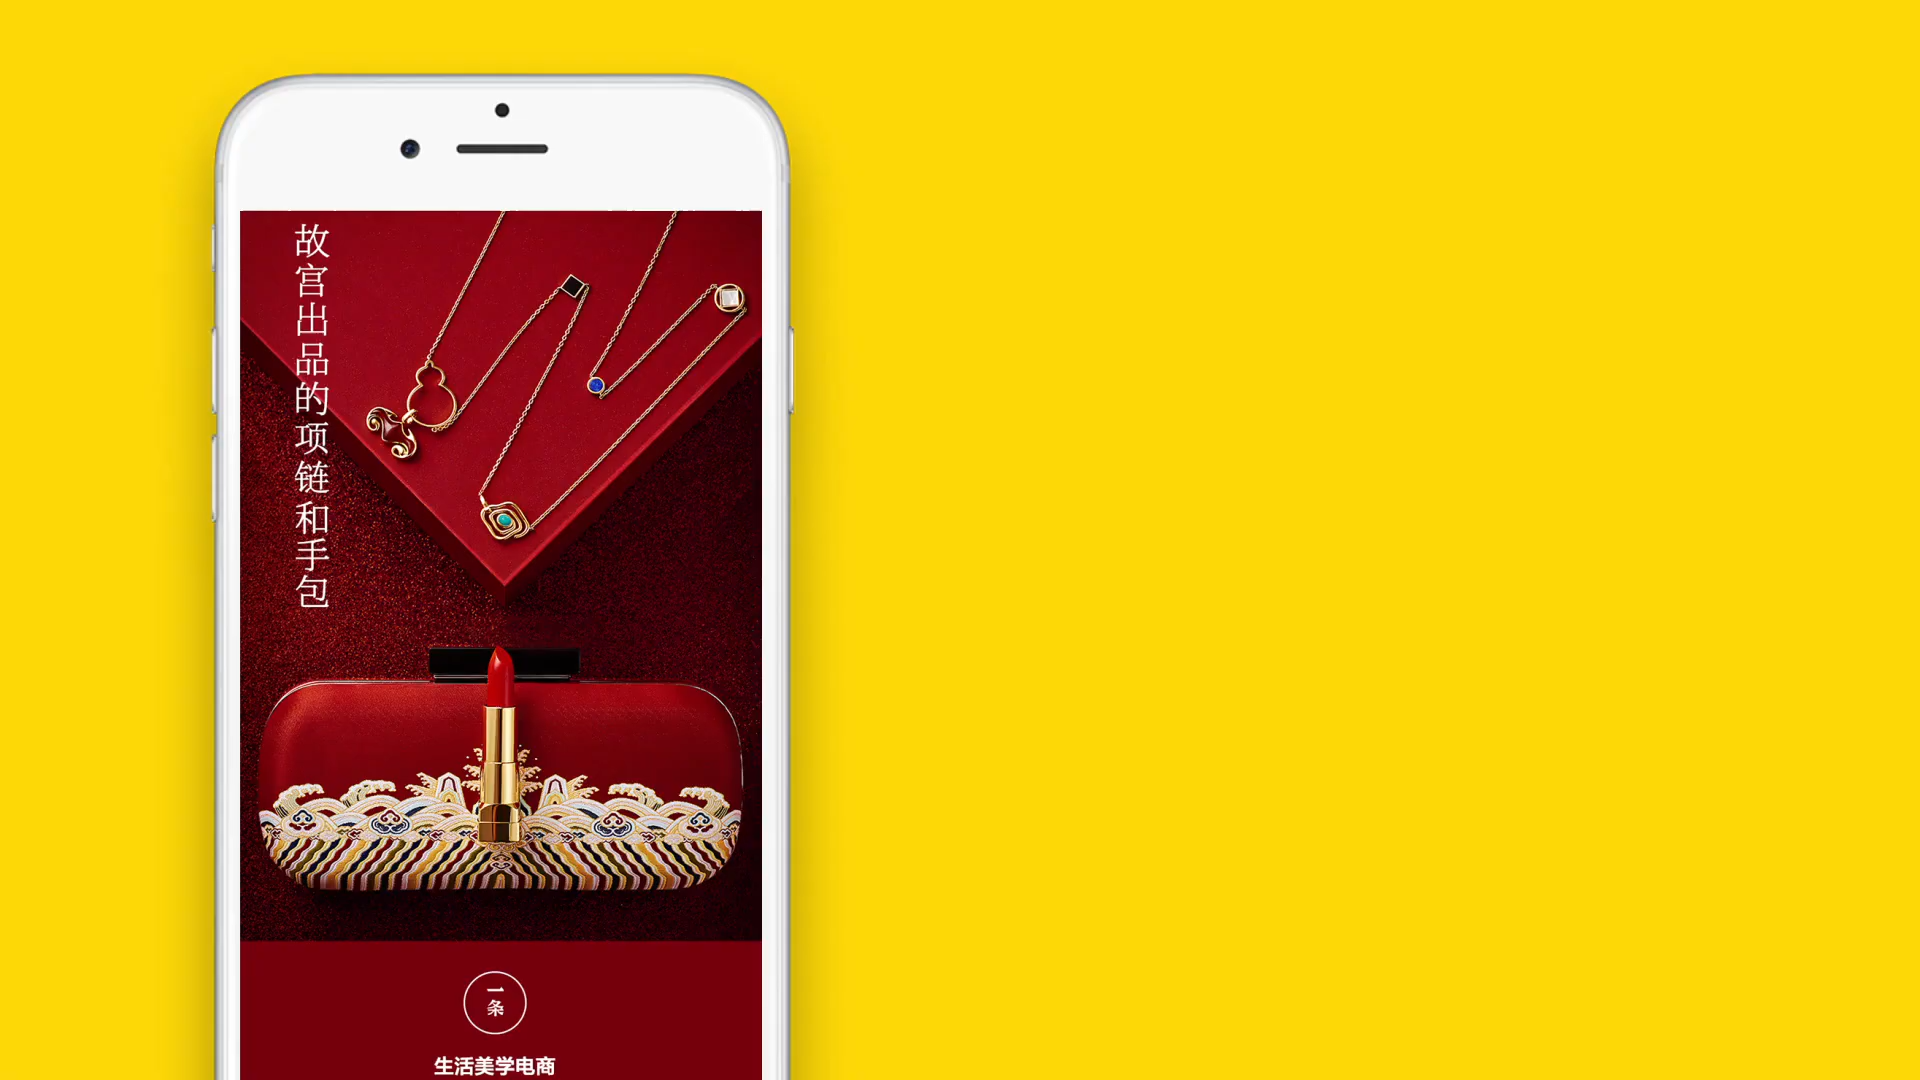 故宫出品的项链和手包
一条
生活美学电商